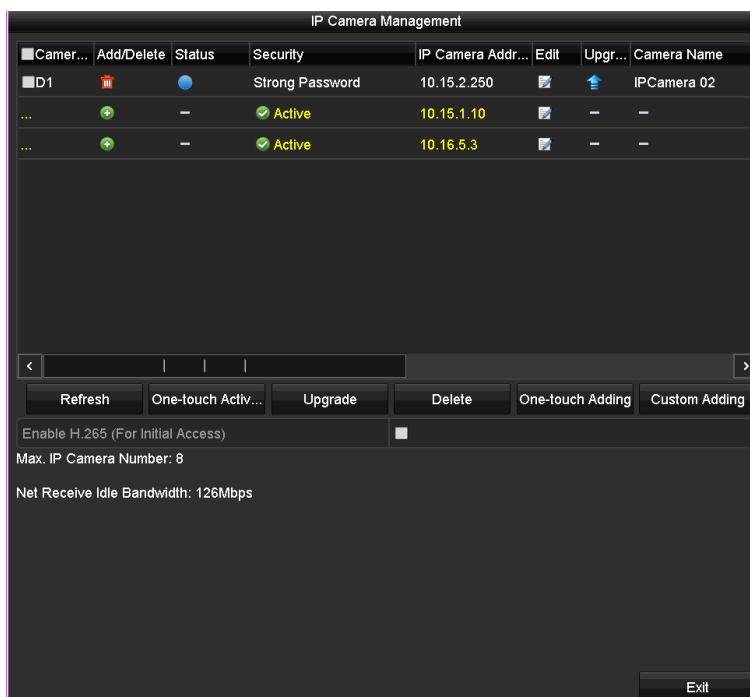 IP Camera Management
Camer... Add/Delete Status Security IP Camera Addr... Edit Upgr... Camera Name
D1 Strong Password 10.15.2.250 IPCamera 02
... – Active 10.15.1.10 – –
... – Active 10.16.5.3 – –
Refresh One-touch Activ... Upgrade Delete One-touch Adding Custom Adding
Enable H.265 (For Initial Access)
Max. IP Camera Number: 8
Net Receive Idle Bandwidth: 126Mbps
Exit